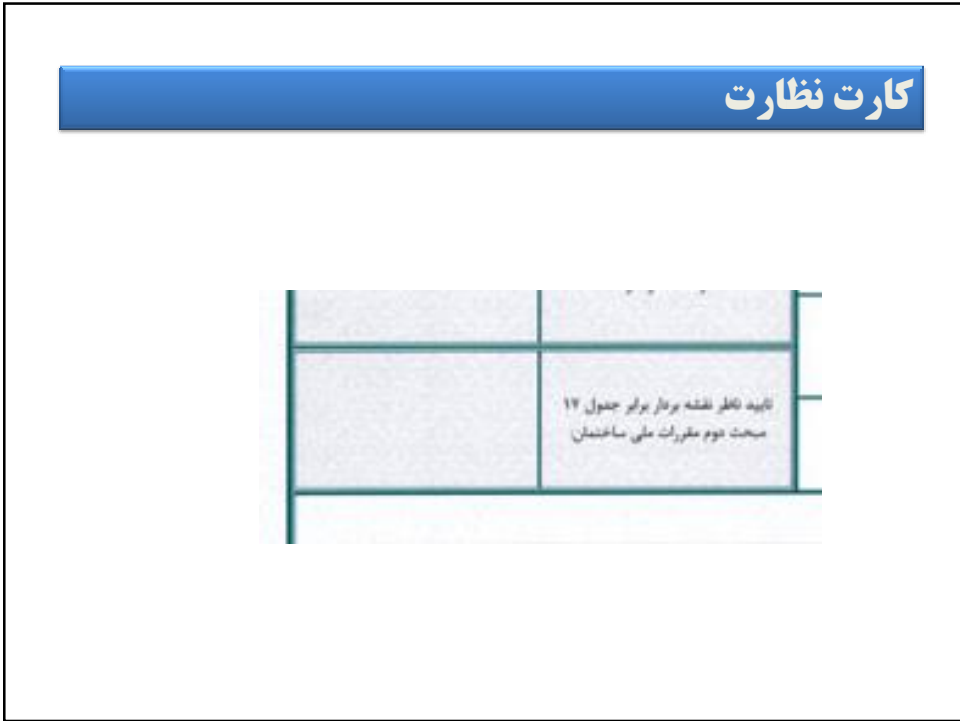 کارت نظارت
تایید ناظر نقشه بردار برابر جدول ۱۷
مبحث دوم مقررات ملی ساختمان